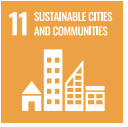 11 SUSTAINABLE CITIES
AND COMMUNITIES